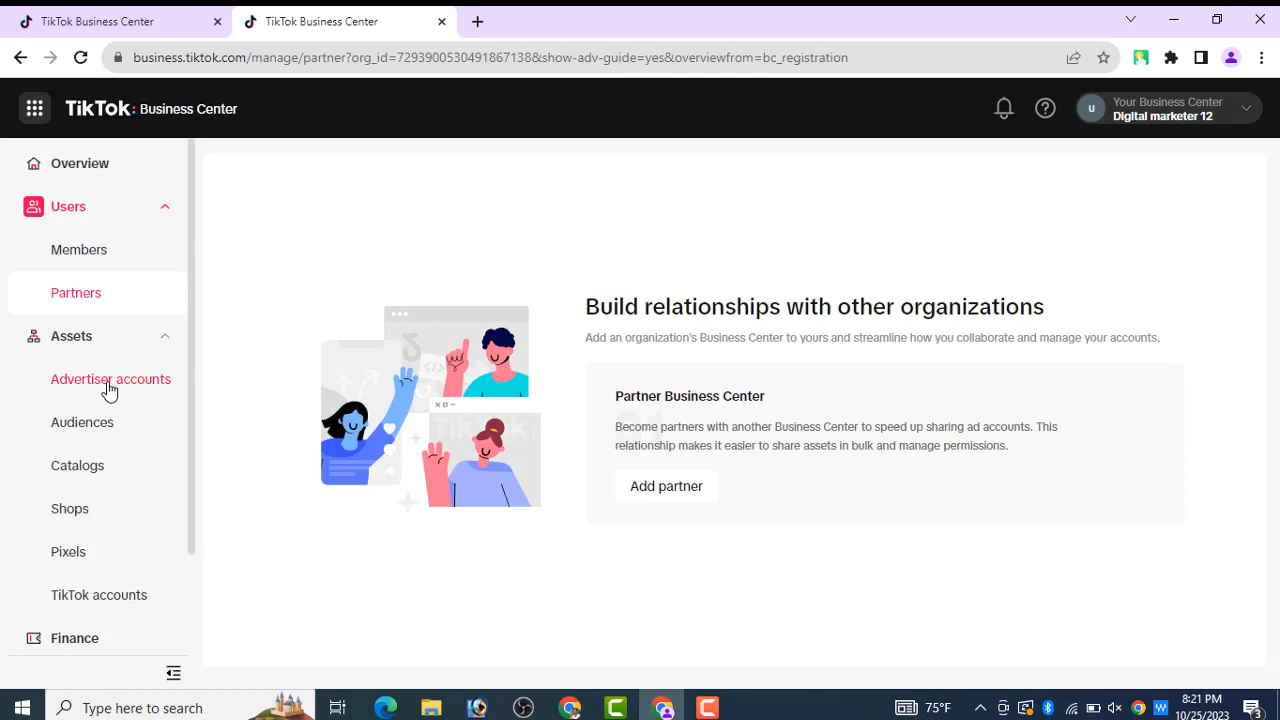 TikTok Business Center
TikTok Business Center
business.tiktok.com/manage/partner?org_id=7293900530491867138&show-adv-guide=yes&overviewfrom=bc_registration
TikTok: Business Center
U
Your Business Center
Digital marketer 12
Overview
Users
Members
Partners
Assets
Advertiser accounts
Audiences
Catalogs
Shops
Pixels
TikTok accounts
Finance
Build relationships with other organizations
Add an organization's Business Center to yours and streamline how you collaborate and manage your accounts.
Partner Business Center
Become partners with another Business Center to speed up sharing ad accounts. This
relationship makes it easier to share assets in bulk and manage permissions.
Add partner
Type here to search
75°F
8:21 PM
10/25/2023
3